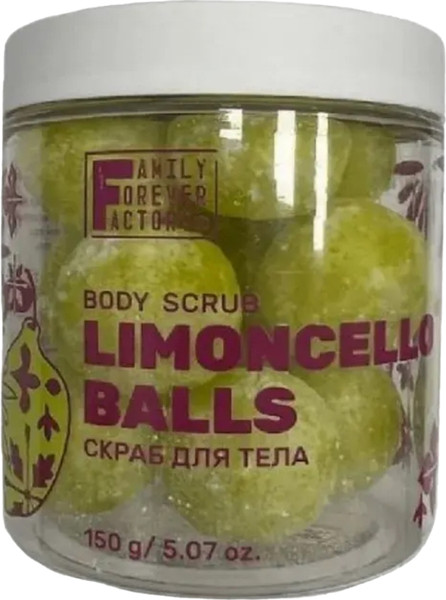 FAMILY
FOREVER
FACTORY
BODY SCRUB
LIMONCELLO
BALLS
СКРАБ ДЛЯ ТЕЛА
150 g/ 5.07 oz.